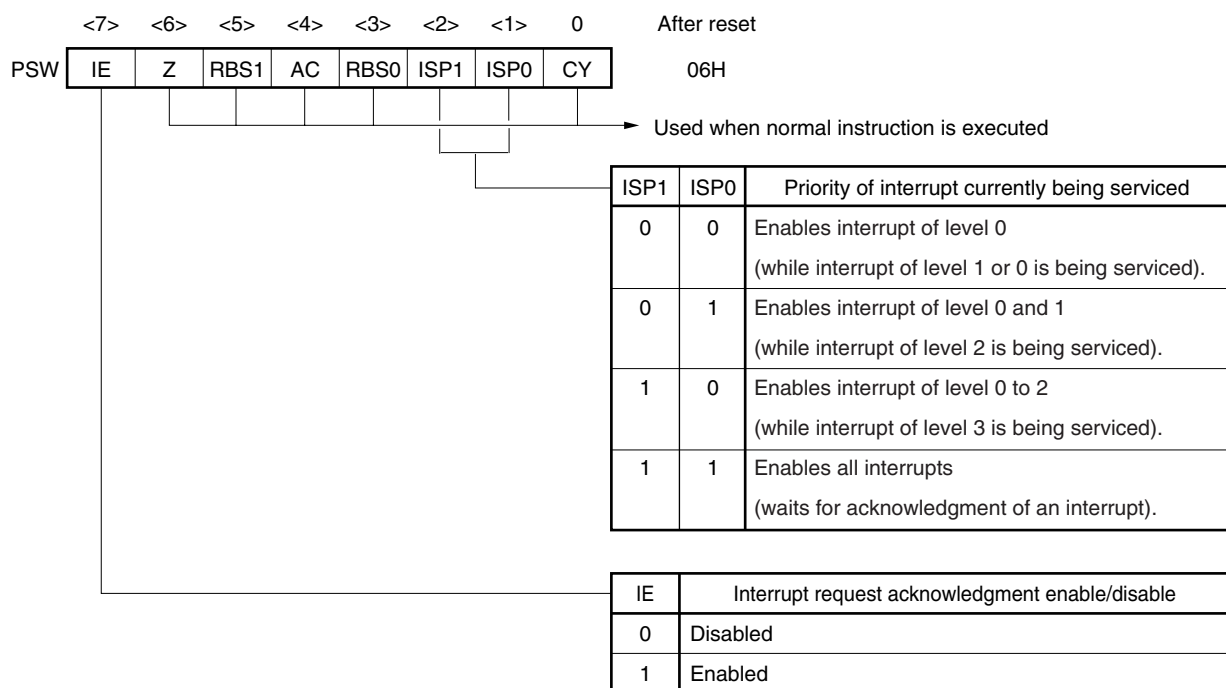 <7> <6> <5> <4> <3> <2> <1> 0 After reset
PSW IE Z RBS1 AC RBS0 ISP1 ISP0 CY 06H
Used when normal instruction is executed
ISP1 ISP0 Priority of interrupt currently being serviced
0 0 Enables interrupt of level 0
(while interrupt of level 1 or 0 is being serviced).
0 1 Enables interrupt of level 0 and 1
(while interrupt of level 2 is being serviced).
1 0 Enables interrupt of level 0 to 2
(while interrupt of level 3 is being serviced).
1 1 Enables all interrupts
(waits for acknowledgment of an interrupt).
IE Interrupt request acknowledgment enable/disable
0 Disabled
1 Enabled